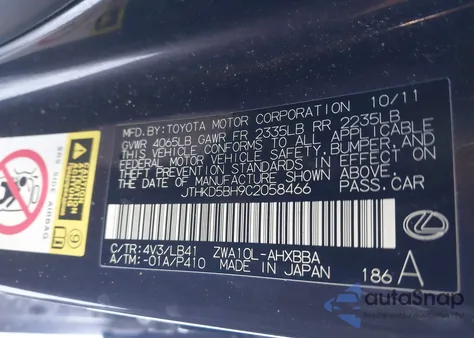 MFD.BY:TOYOTA MOTOR CORPORATION 10/11
GVWR 4065LB GAWR FR 2335LB RR 2235LB
THIS VEHICLE CONFORMS TO ALL APPLICABLE
FEDERAL MOTOR VEHICLE SAFETY,BUMPER,AND
THEFT PREVENTION STANDARDS IN EFFECT ON
THE DATE OF MANUFACTURE SHOWN ABOVE.
JTHKD5BH9C2058466 PASS.CAR
C/TR:4V3/LB41 ZWA10L-AHXBBA
A/TM:-01A/P410 MADE IN JAPAN
186 A
SRS SIDE AIRBAG
autoSnap